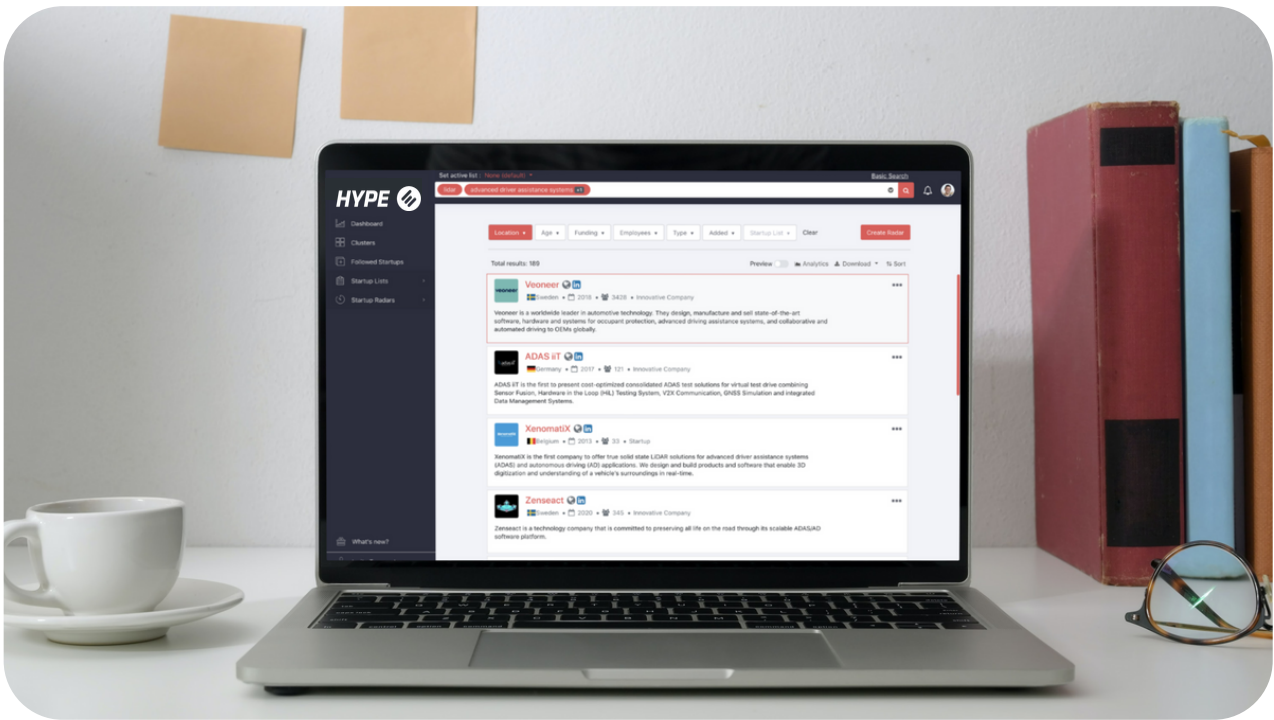 Set active list | None (default)
Basic Search
HYPE
lidar
advanced driver assistance systems +3
Dashboard
Clusters
Followed Startups
Startup Lists
Startup Radars
What's new?
Location
Age
Funding
Employees
Type
Added
Startup List
Clear
Create Radar
Total results: 189
Preview
Analytics
Download
Sort
Veoneer
Sweden • 2018 • 3428 • Innovative Company
Veoneer is a worldwide leader in automotive technology. They design, manufacture and sell state-of-the-art
software, hardware and systems for occupant protection, advanced driving assistance systems, and collaborative and
automated driving to OEMs globally.
ADAS iiT
Germany • 2017 • 121 • Innovative Company
ADAS iiT is the first to present cost-optimized consolidated ADAS test solutions for virtual test drive combining
Sensor Fusion, Hardware in the Loop (HiL) Testing System, V2X Communication, GNSS Simulation and integrated
Data Management Systems.
XenomatiX
Belgium • 2013 • 33 • Startup
XenomatiX is the first company to offer true solid state LiDAR solutions for advanced driver assistance systems
(ADAS) and autonomous driving (AD) applications. We design and build products and software that enable 3D
digitization and understanding of a vehicle's surroundings in real-time.
Zenseact
Sweden • 2020 • 345 • Innovative Company
Zenseact is a technology company that is committed to preserving all life on the road through its scalable ADAS/AD
software platform.